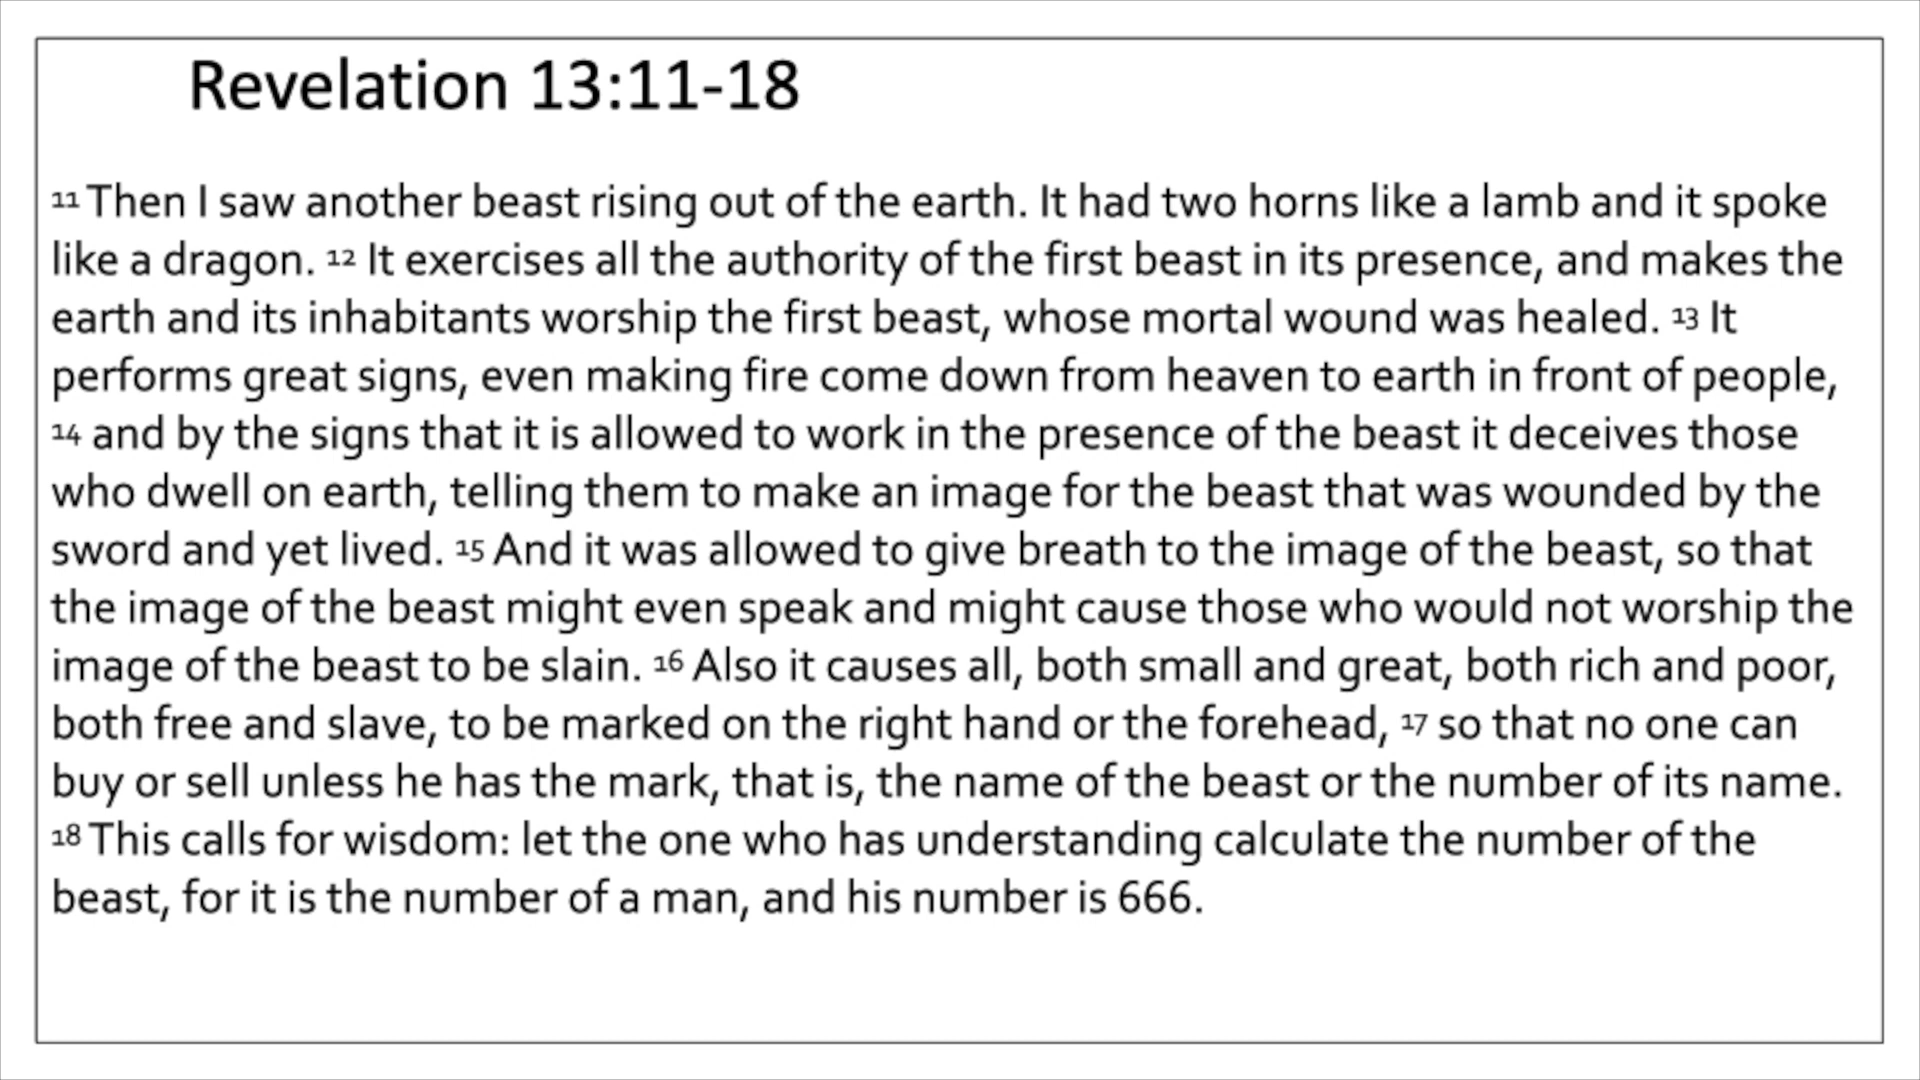 Revelation 13:11-18
11 Then I saw another beast rising out of the earth. It had two horns like a lamb and it spoke
like a dragon. 12 It exercises all the authority of the first beast in its presence, and makes the
earth and its inhabitants worship the first beast, whose mortal wound was healed. 13 It
performs great signs, even making fire come down from heaven to earth in front of people,
14 and by the signs that it is allowed to work in the presence of the beast it deceives those
who dwell on earth, telling them to make an image for the beast that was wounded by the
sword and yet lived. 15 And it was allowed to give breath to the image of the beast, so that
the image of the beast might even speak and might cause those who would not worship the
image of the beast to be slain. 16 Also it causes all, both small and great, both rich and poor,
both free and slave, to be marked on the right hand or the forehead, 17 so that no one can
buy or sell unless he has the mark, that is, the name of the beast or the number of its name.
18 This calls for wisdom: let the one who has understanding calculate the number of the
beast, for it is the number of a man, and his number is 666.